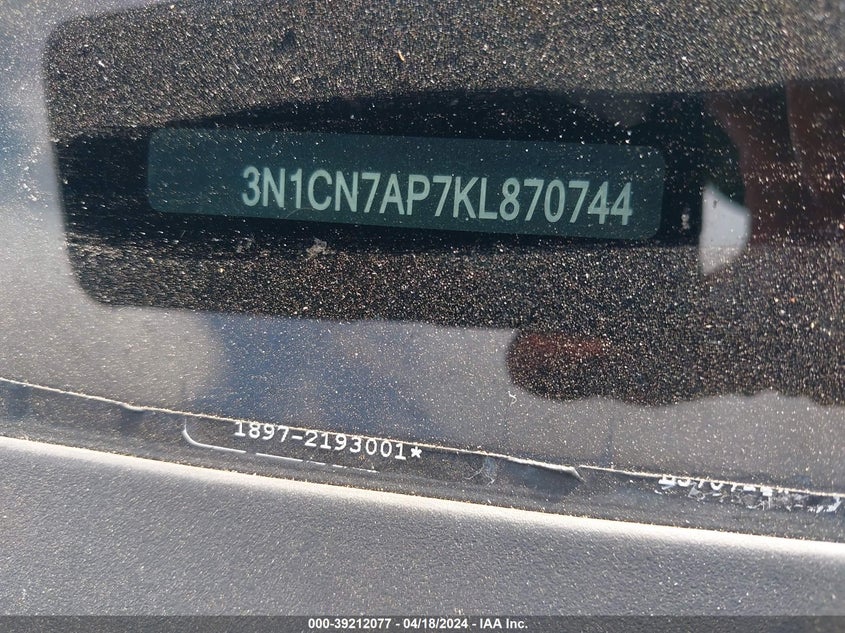 3N1CN7AP7KL870744
1897-2193001*
000-39212077 - 04/18/2024 - IAA Inc.